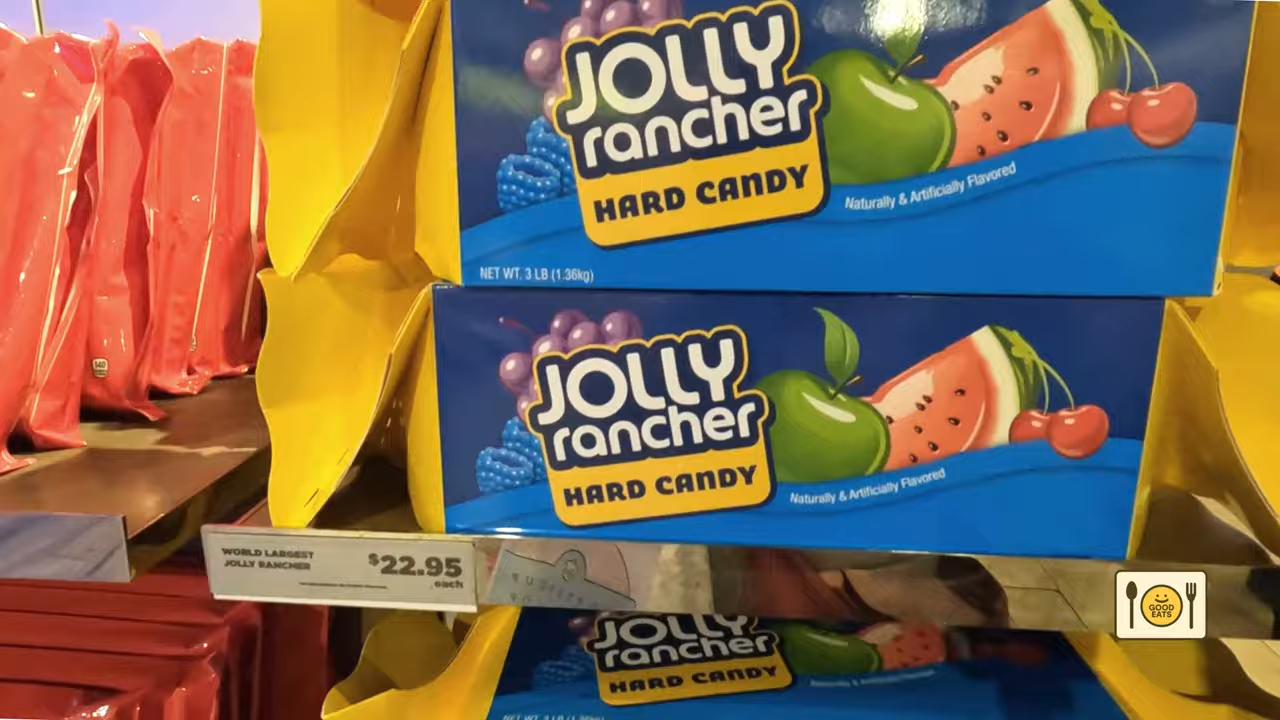 JOLLY
rancher
HARD CANDY
Naturally & Artificially Flavored
NET WT. 3 LB (1.36kg)
JOLLY
rancher
HARD CANDY
Naturally & Artificially Flavored
WORLD LARGEST
JOLLY RANCHER
$22.95
each
GOOD
EATS
JOLLY
rancher
HARD CANDY